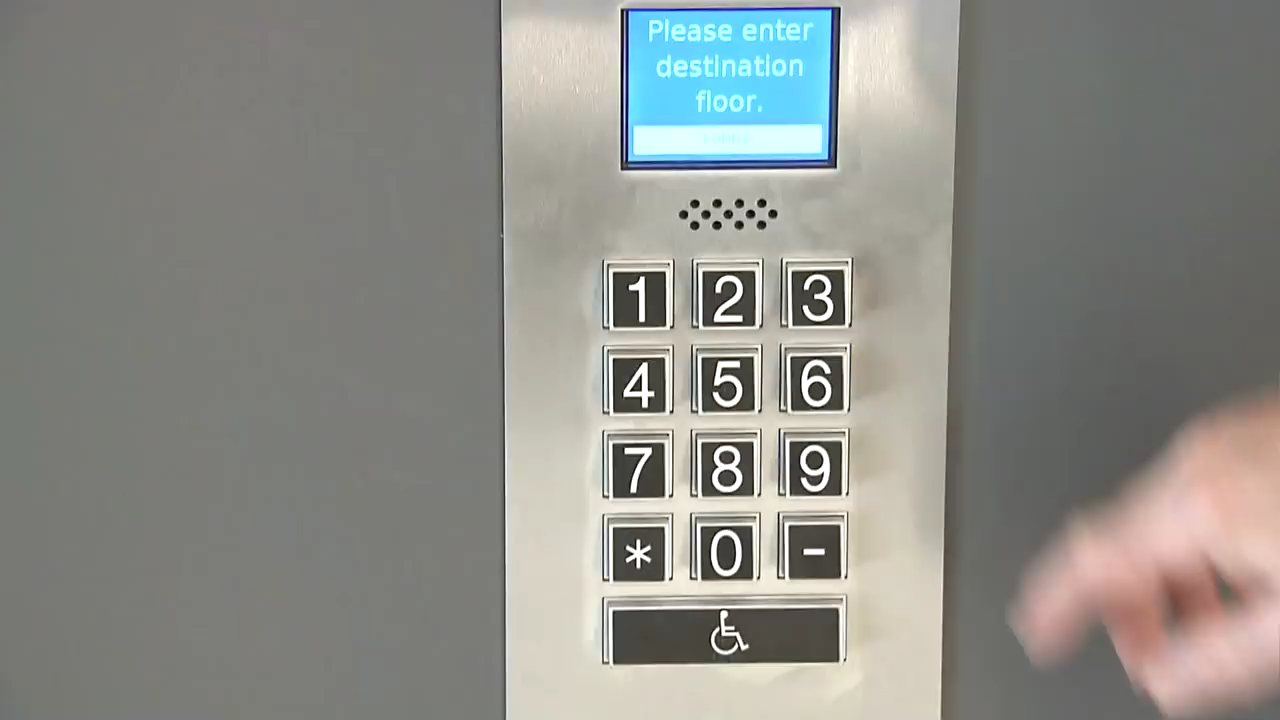 Please enter
destination
floor.
1 2 3
4 5 6
7 8 9
* 0 -